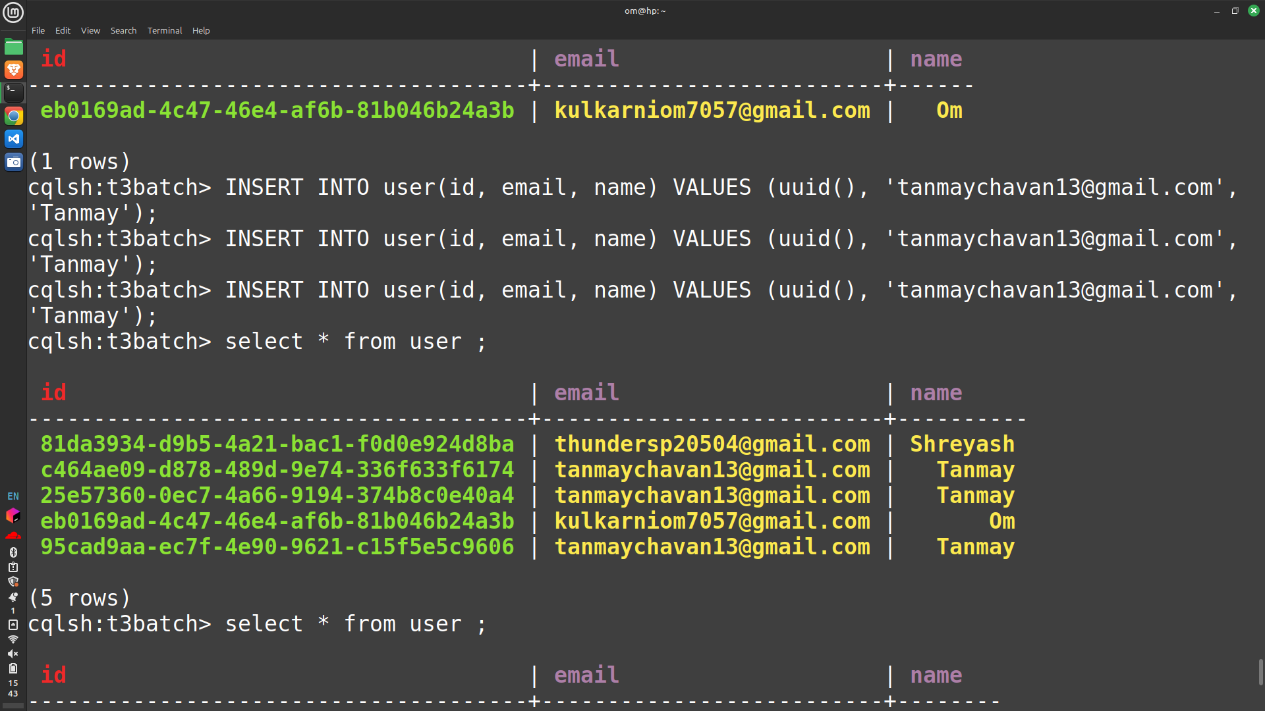 om@hp: ~
File Edit View Search Terminal Help
id | email | name
--------------------------------------+--------------------------+------
eb0169ad-4c47-46e4-af6b-81b046b24a3b | kulkarniom7057@gmail.com | Om
(1 rows)
cqlsh:t3batch> INSERT INTO user(id, email, name) VALUES (uuid(), 'tanmaychavan13@gmail.com',
'Tanmay');
cqlsh:t3batch> INSERT INTO user(id, email, name) VALUES (uuid(), 'tanmaychavan13@gmail.com',
'Tanmay');
cqlsh:t3batch> INSERT INTO user(id, email, name) VALUES (uuid(), 'tanmaychavan13@gmail.com',
'Tanmay');
cqlsh:t3batch> select * from user ;
id | email | name
--------------------------------------+--------------------------+----------
81da3934-d9b5-4a21-bac1-f0d0e924d8ba | thundersp20504@gmail.com | Shreyash
c464ae09-d878-489d-9e74-336f633f6174 | tanmaychavan13@gmail.com | Tanmay
25e57360-0ec7-4a66-9194-374b8c0e40a4 | tanmaychavan13@gmail.com | Tanmay
eb0169ad-4c47-46e4-af6b-81b046b24a3b | kulkarniom7057@gmail.com | Om
95cad9aa-ec7f-4e90-9621-c15f5e5c9606 | tanmaychavan13@gmail.com | Tanmay
(5 rows)
cqlsh:t3batch> select * from user ;
id | email | name
--------------------------------------+--------------------------+--------
EN
1
15
43